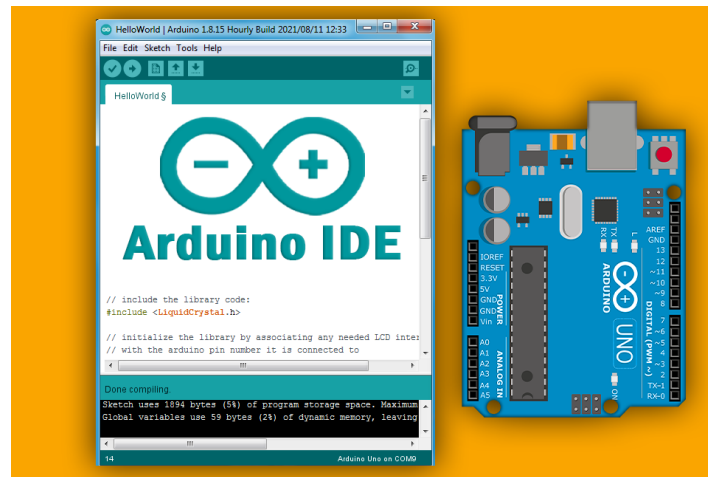 HelloWorld | Arduino 1.8.15 Hourly Build 2021/08/11 12:33
File Edit Sketch Tools Help
HelloWorld §
Arduino IDE
// include the library code:
#include <LiquidCrystal.h>
// initialize the library by associating any needed LCD inter
// with the arduino pin number it is connected to
Done compiling.
Sketch uses 1894 bytes (5%) of program storage space. Maximum
Global variables use 59 bytes (2%) of dynamic memory, leaving
14
Arduino Uno on COM9
RX
TX
L
AREF
GND
13
12
~11
~10
~9
8
7
~6
~5
4
~3
2
TX-1
RX-0
DIGITAL (PWM ~)
ARDUINO
UNO
ON
IOREF
RESET
3.3V
5V
GND
GND
Vin
POWER
A0
A1
A2
A3
A4
A5
ANALOG IN